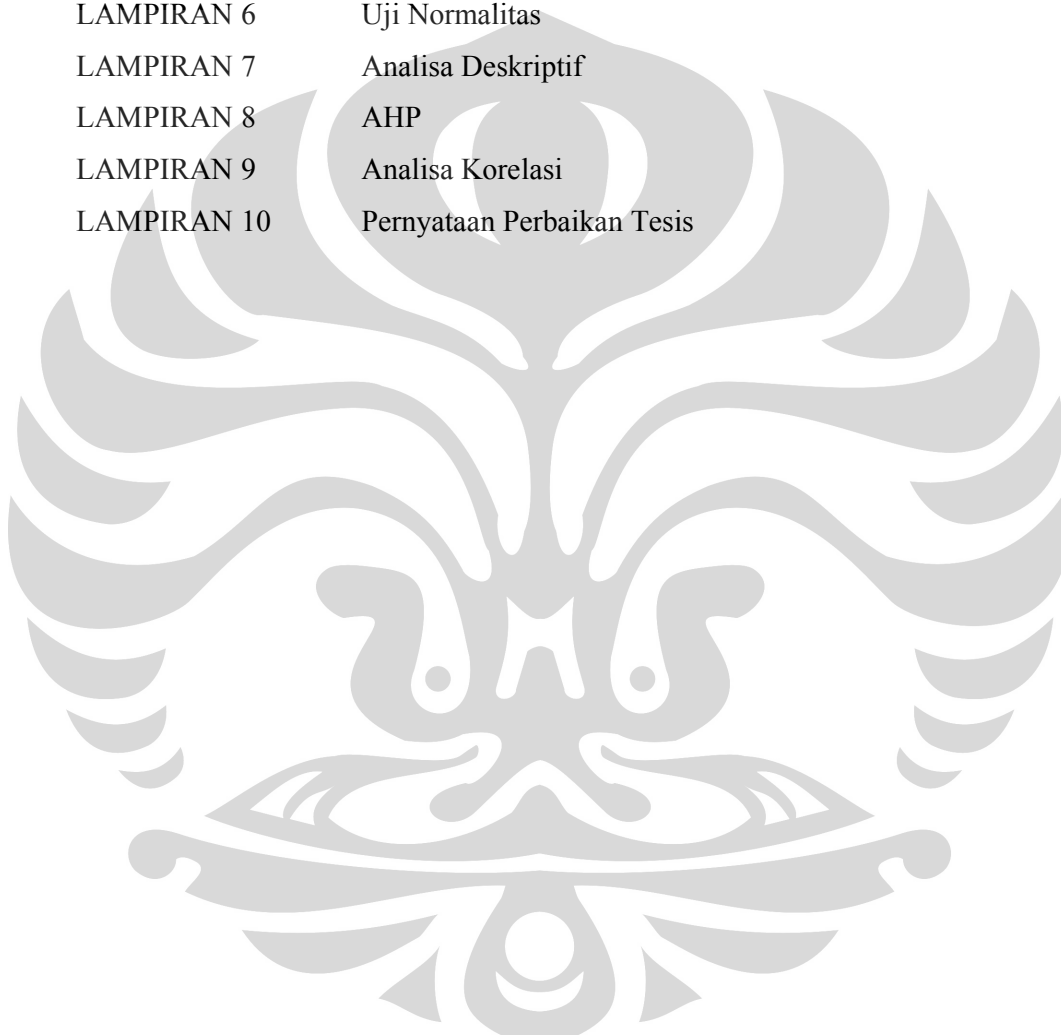 LAMPIRAN 6 Uji Normalitas
LAMPIRAN 7 Analisa Deskriptif
LAMPIRAN 8 AHP
LAMPIRAN 9 Analisa Korelasi
LAMPIRAN 10 Pernyataan Perbaikan Tesis